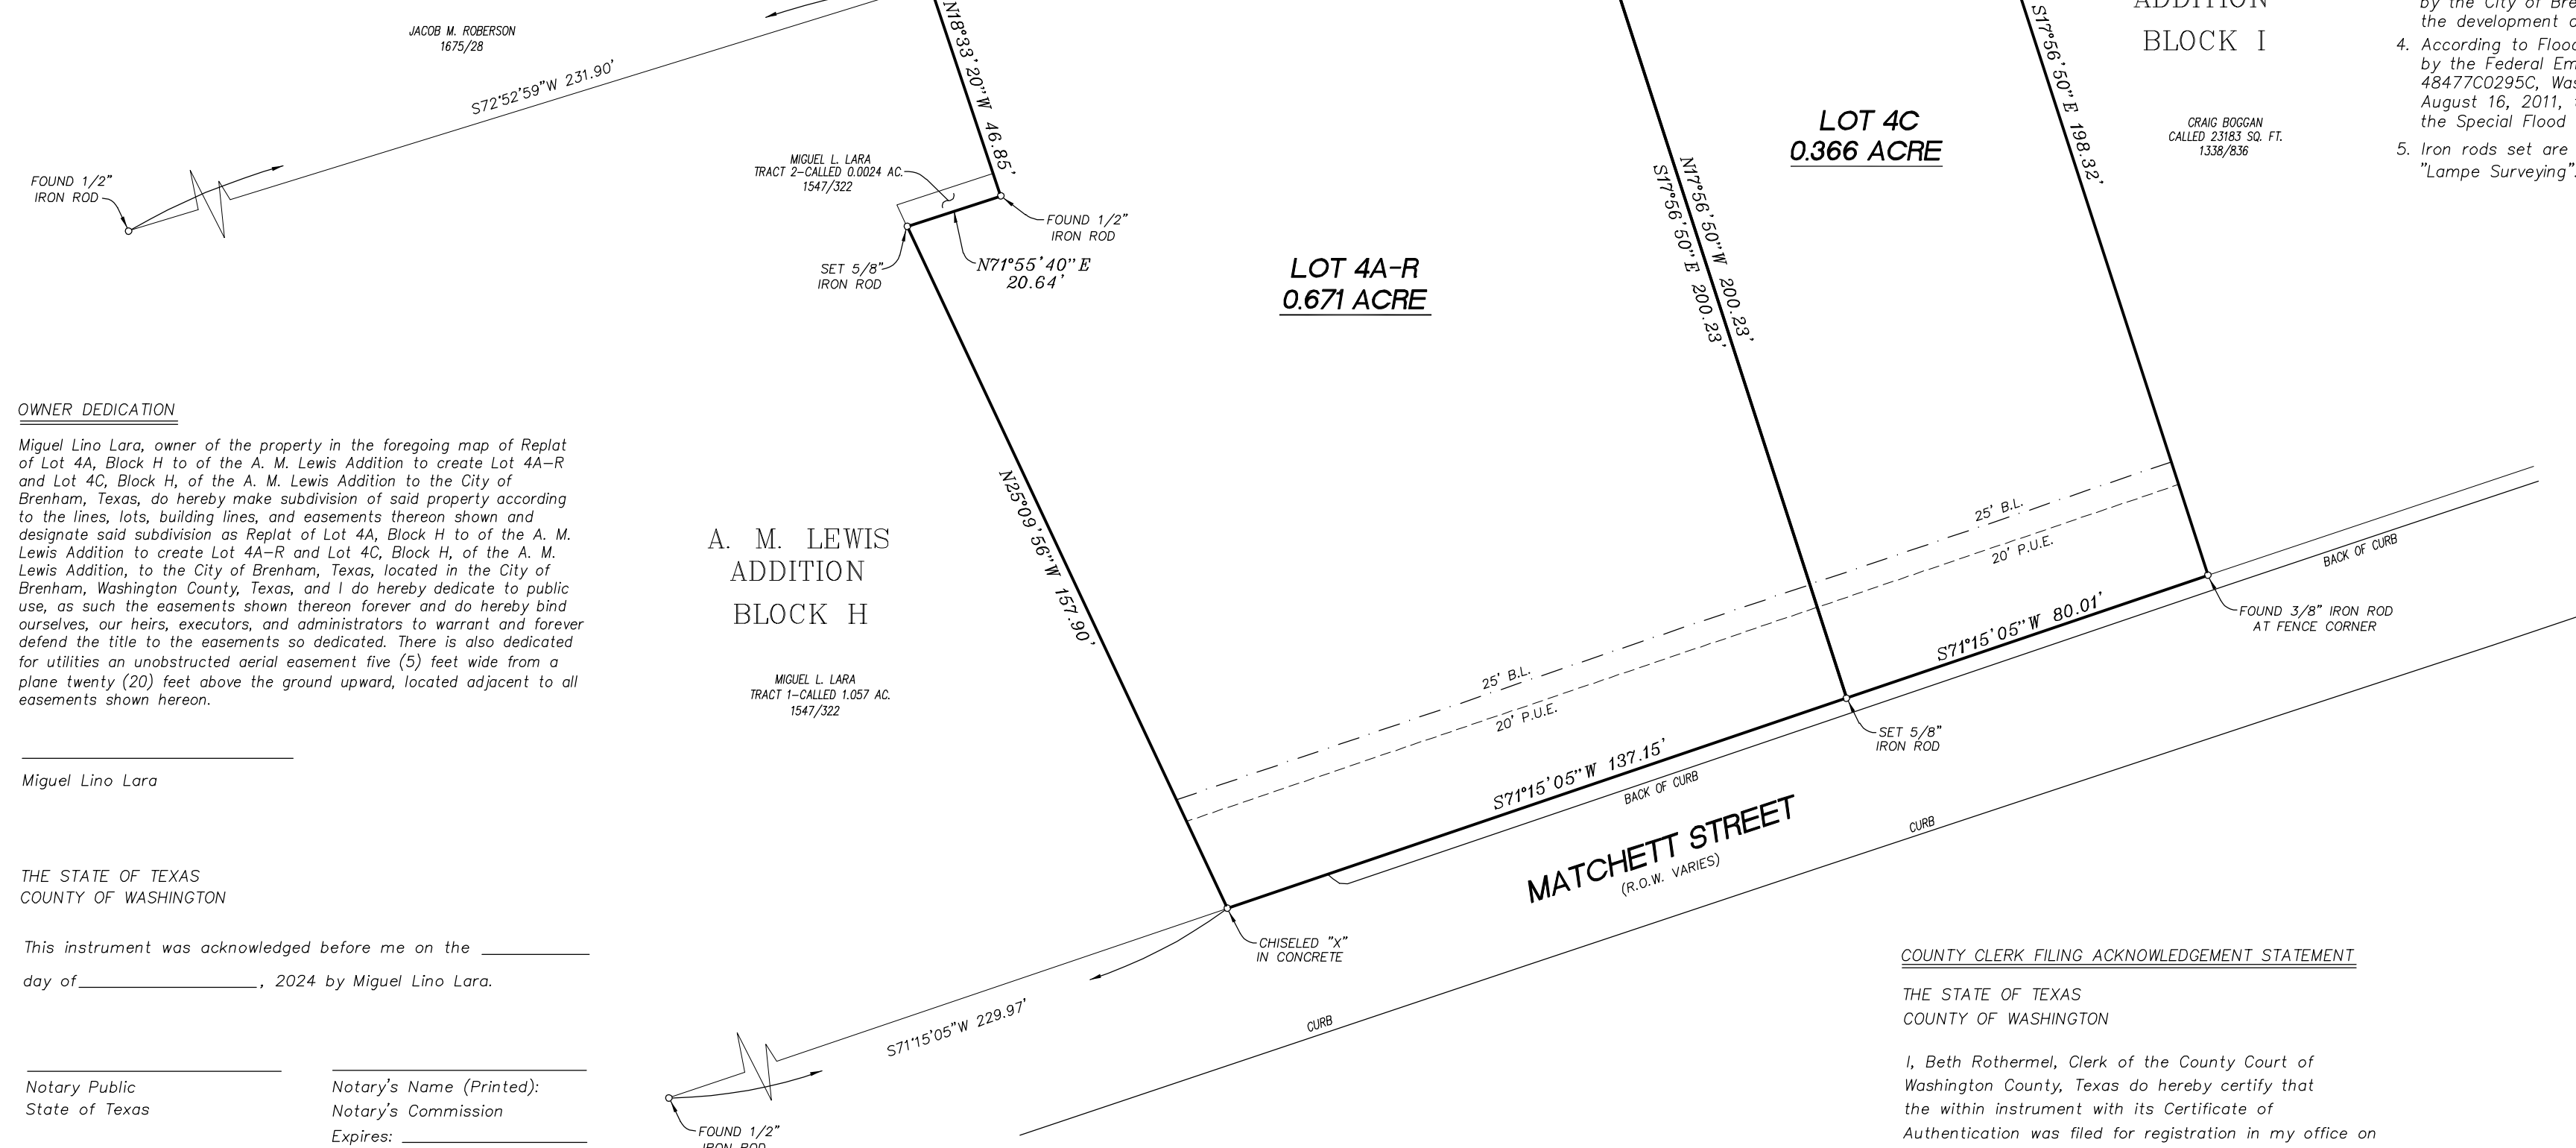 JACOB M. ROBERSON
1675/28
S72°52'59"W 231.90'
FOUND 1/2"
IRON ROD
N18°33'20"W 46.85'
MIGUEL L. LARA
TRACT 2-CALLED 0.0024 AC.
1547/322
FOUND 1/2"
IRON ROD
SET 5/8"
IRON ROD
N71°55'40"E
20.64'
LOT 4A-R
0.671 ACRE
N17°56'50"W 200.23'
S17°56'50"E 200.23'
LOT 4C
0.366 ACRE
S17°56'50"E 198.32'
ADDITION
BLOCK I
CRAIG BOGGAN
CALLED 23183 SQ. FT.
1338/836
by the City of Bre
the development o
4. According to Flood
by the Federal Em
48477C0295C, Was
August 16, 2011,
the Special Flood
5. Iron rods set are
"Lampe Surveying".
OWNER DEDICATION
Miguel Lino Lara, owner of the property in the foregoing map of Replat
of Lot 4A, Block H to of the A. M. Lewis Addition to create Lot 4A-R
and Lot 4C, Block H, of the A. M. Lewis Addition to the City of
Brenham, Texas, do hereby make subdivision of said property according
to the lines, lots, building lines, and easements thereon shown and
designate said subdivision as Replat of Lot 4A, Block H to of the A. M.
Lewis Addition to create Lot 4A-R and Lot 4C, Block H, of the A. M.
Lewis Addition, to the City of Brenham, Texas, located in the City of
Brenham, Washington County, Texas, and I do hereby dedicate to public
use, as such the easements shown thereon forever and do hereby bind
ourselves, our heirs, executors, and administrators to warrant and forever
defend the title to the easements so dedicated. There is also dedicated
for utilities an unobstructed aerial easement five (5) feet wide from a
plane twenty (20) feet above the ground upward, located adjacent to all
easements shown hereon.
Miguel Lino Lara
THE STATE OF TEXAS
COUNTY OF WASHINGTON
This instrument was acknowledged before me on the
day of , 2024 by Miguel Lino Lara.
Notary Public
State of Texas
Notary's Name (Printed):
Notary's Commission
Expires:
N25°09'56"W 157.90'
A. M. LEWIS
ADDITION
BLOCK H
MIGUEL L. LARA
TRACT 1-CALLED 1.057 AC.
1547/322
25' B.L.
20' P.U.E.
25' B.L.
20' P.U.E.
S71°15'05"W 137.15'
BACK OF CURB
S71°15'05"W 80.01'
BACK OF CURB
FOUND 3/8" IRON ROD
AT FENCE CORNER
SET 5/8"
IRON ROD
MATCHETT STREET
(R.O.W. VARIES)
CURB
CURB
CHISELED "X"
IN CONCRETE
S71°15'05"W 229.97'
FOUND 1/2"
IRON ROD
COUNTY CLERK FILING ACKNOWLEDGEMENT STATEMENT
THE STATE OF TEXAS
COUNTY OF WASHINGTON
I, Beth Rothermel, Clerk of the County Court of
Washington County, Texas do hereby certify that
the within instrument with its Certificate of
Authentication was filed for registration in my office on